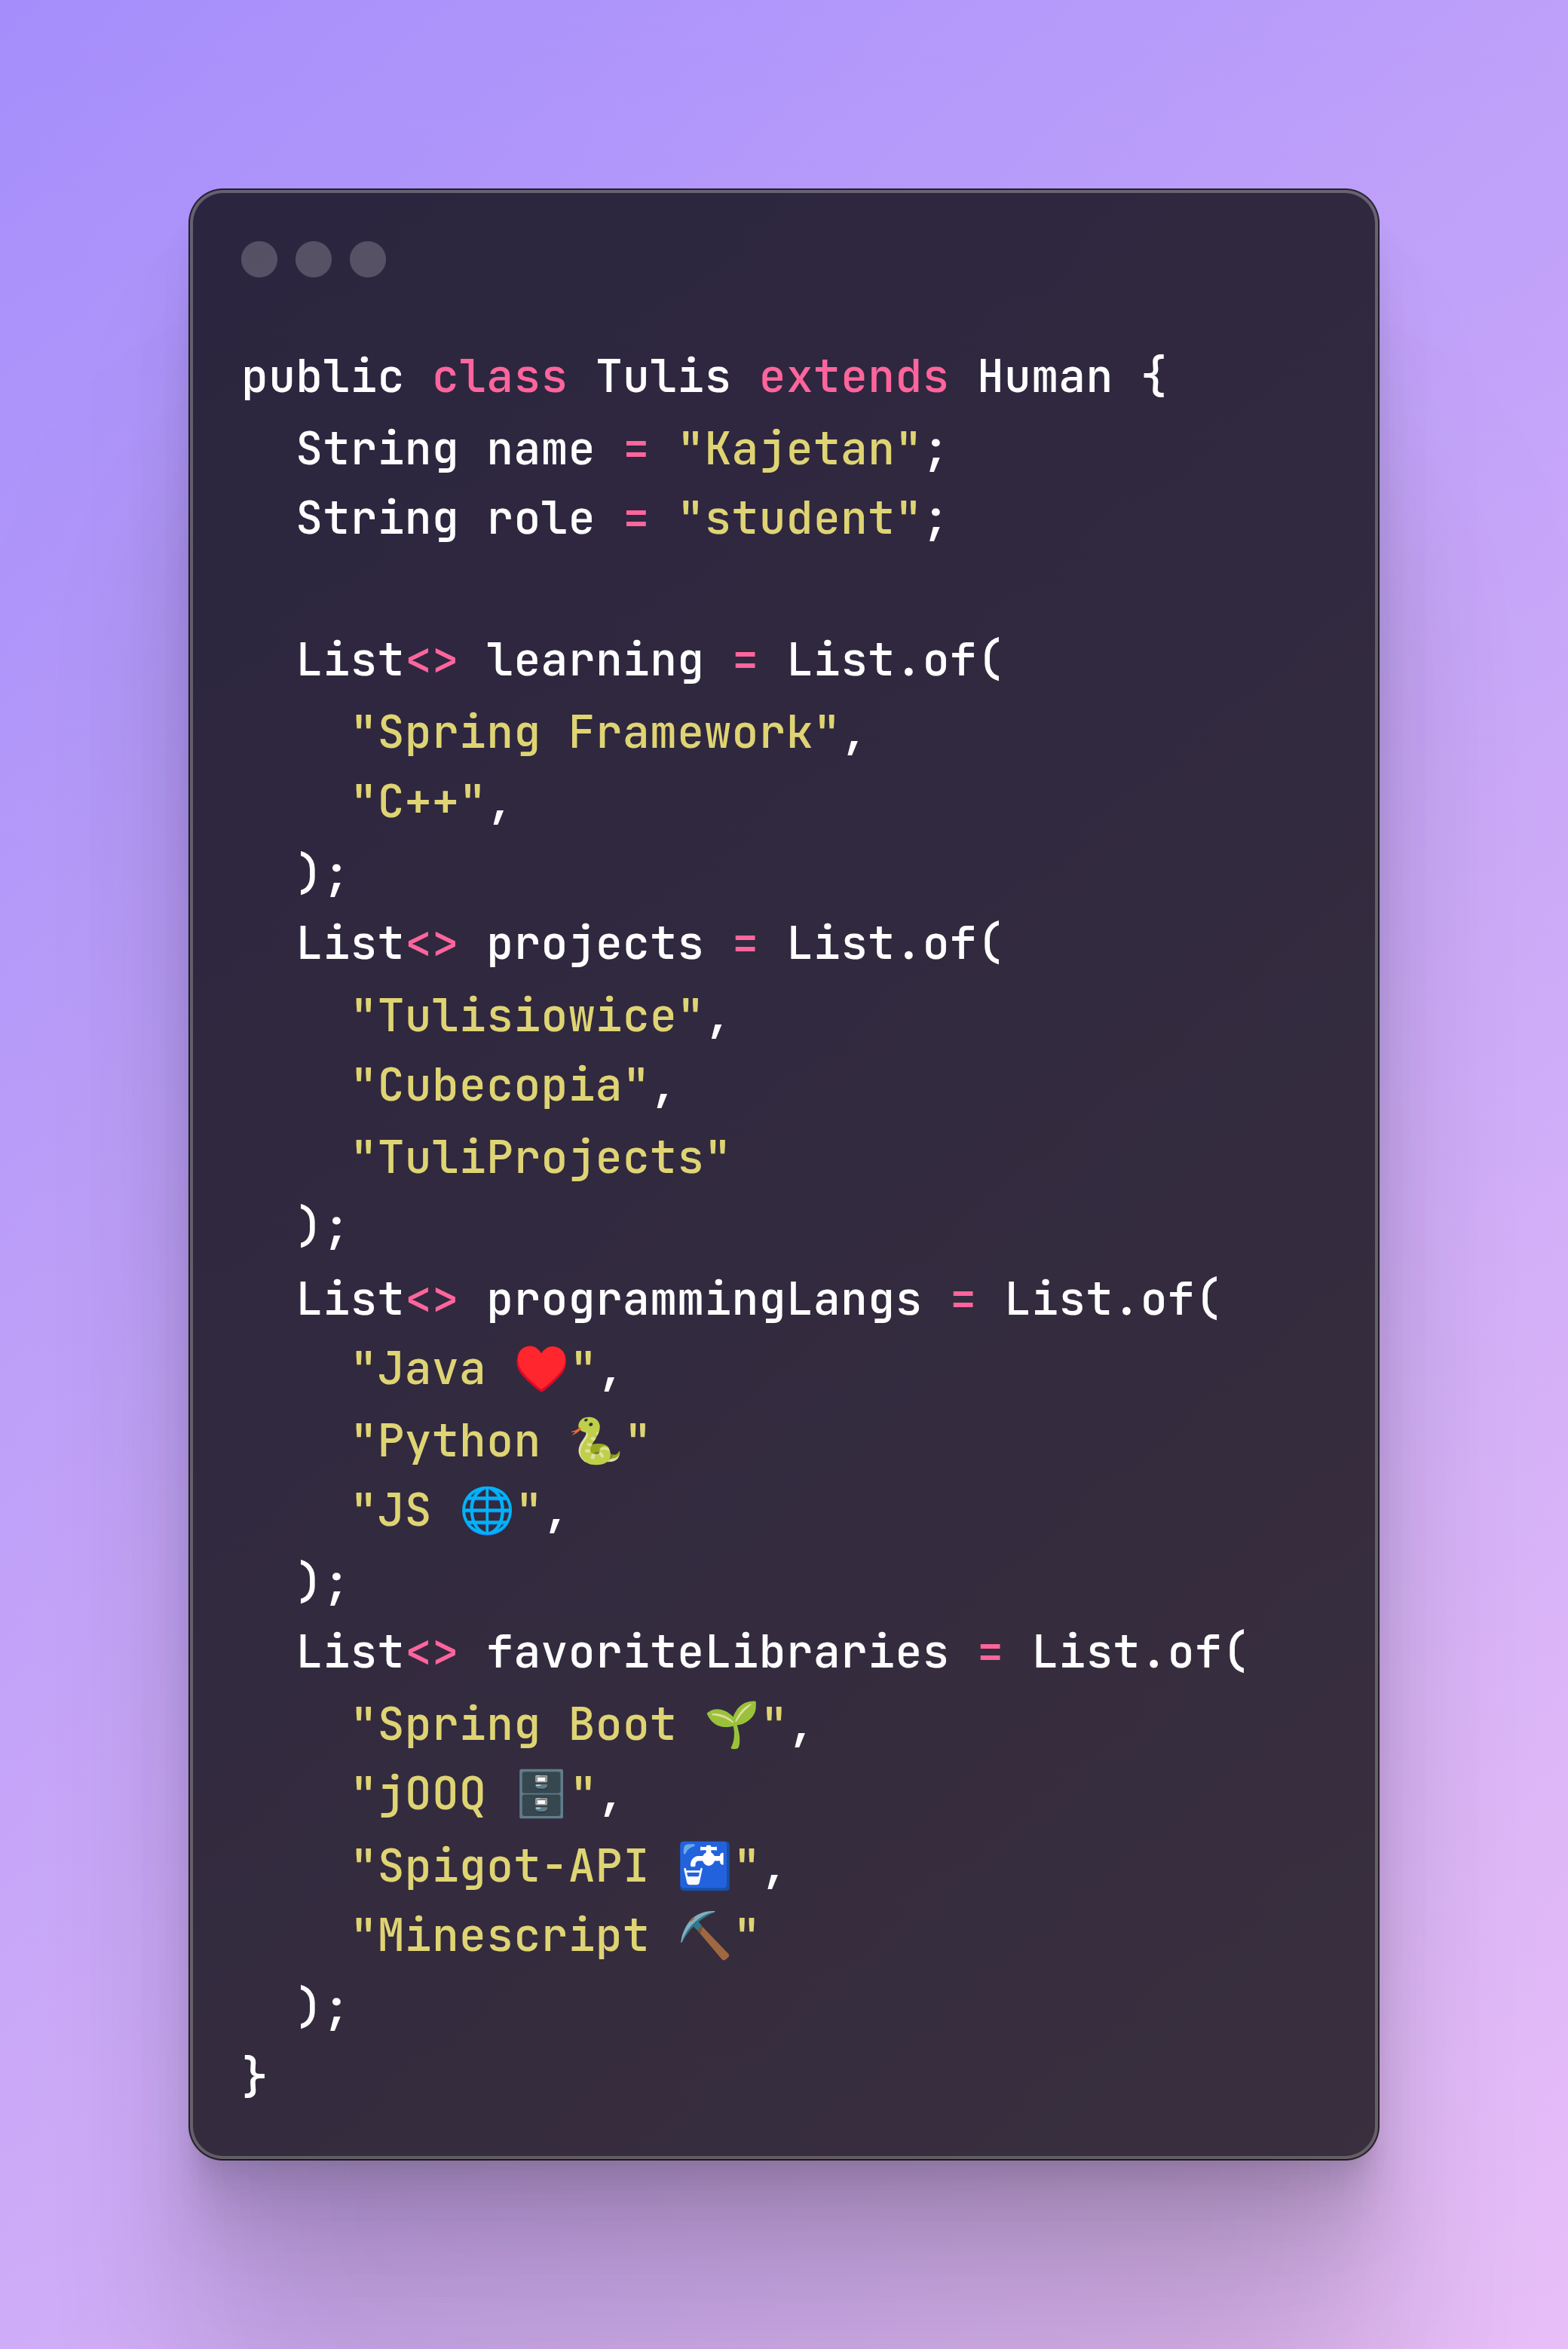 public class Tulis extends Human {
  String name = "Kajetan";
  String role = "student";

  List<> learning = List.of(
    "Spring Framework",
    "C++",
  );
  List<> projects = List.of(
    "Tulisiowice",
    "Cubecopia",
    "TuliProjects"
  );
  List<> programmingLangs = List.of(
    "Java ❤️",
    "Python 🐍"
    "JS 🌐",
  );
  List<> favoriteLibraries = List.of(
    "Spring Boot 🌱",
    "jOOQ 🗄️",
    "Spigot-API 🚰",
    "Minescript ⛏️"
  );
}